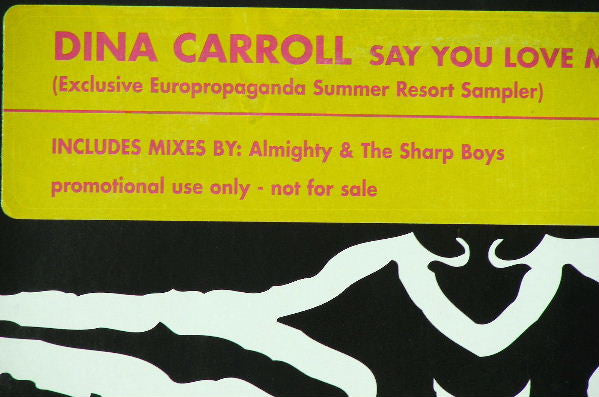 DINA CARROLL SAY YOU LOVE M
(Exclusive Europropaganda Summer Resort Sampler)
INCLUDES MIXES BY: Almighty & The Sharp Boys
promotional use only - not for sale